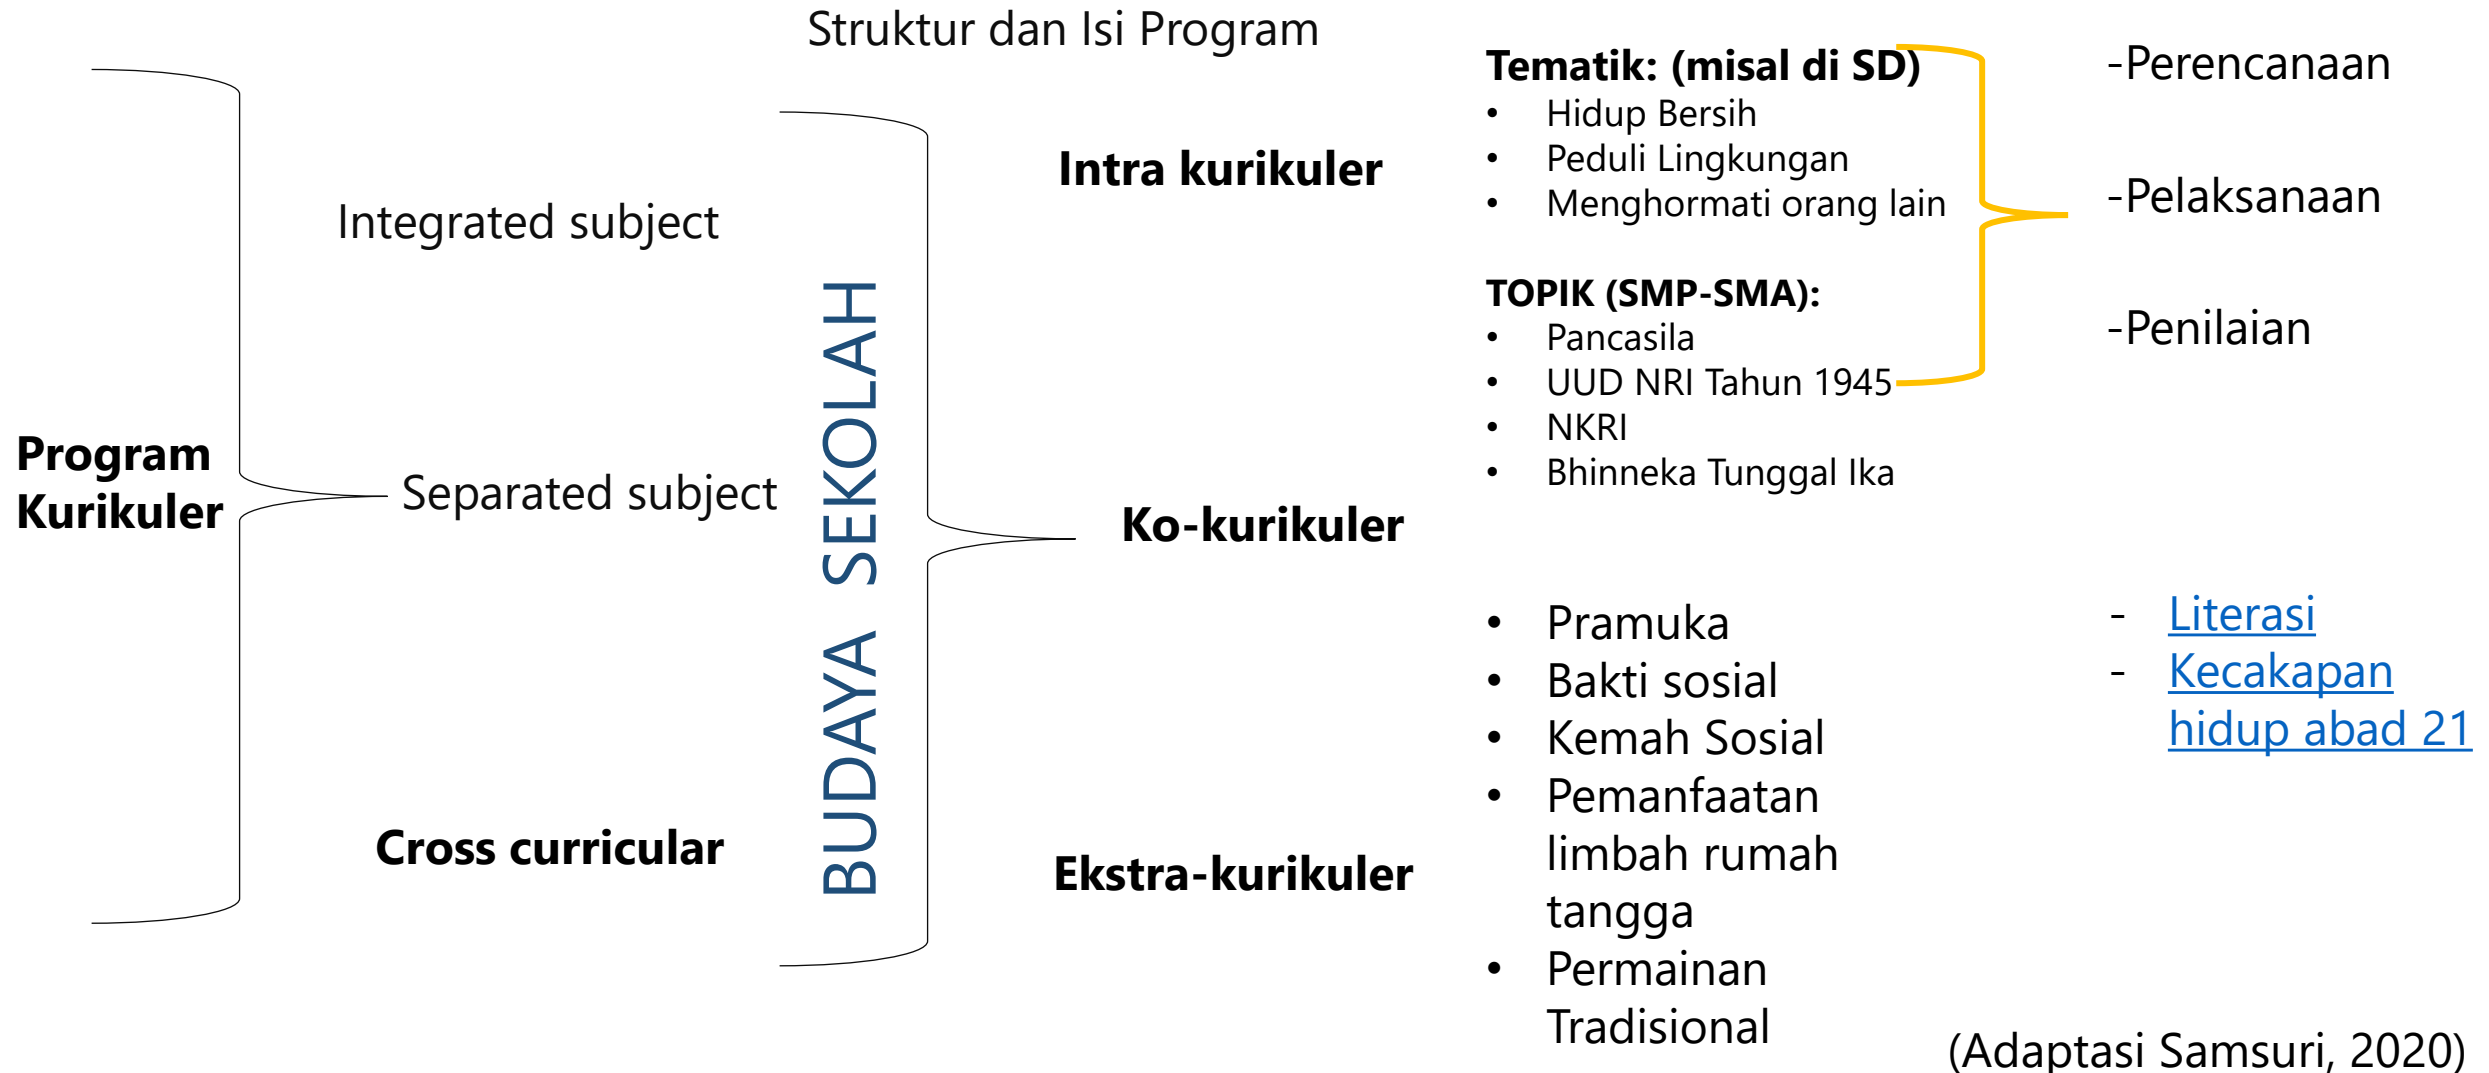 Struktur dan Isi Program
Program
Kurikuler
Integrated subject
Separated subject
Cross curricular
BUDAYA SEKOLAH
Intra kurikuler
Ko-kurikuler
Ekstra-kurikuler
Tematik: (misal di SD)
• Hidup Bersih
• Peduli Lingkungan
• Menghormati orang lain
TOPIK (SMP-SMA):
• Pancasila
• UUD NRI Tahun 1945
• NKRI
• Bhinneka Tunggal Ika
• Pramuka
• Bakti sosial
• Kemah Sosial
• Pemanfaatan
limbah rumah
tangga
• Permainan
Tradisional
-Perencanaan
-Pelaksanaan
-Penilaian
- Literasi
- Kecakapan
hidup abad 21
(Adaptasi Samsuri, 2020)